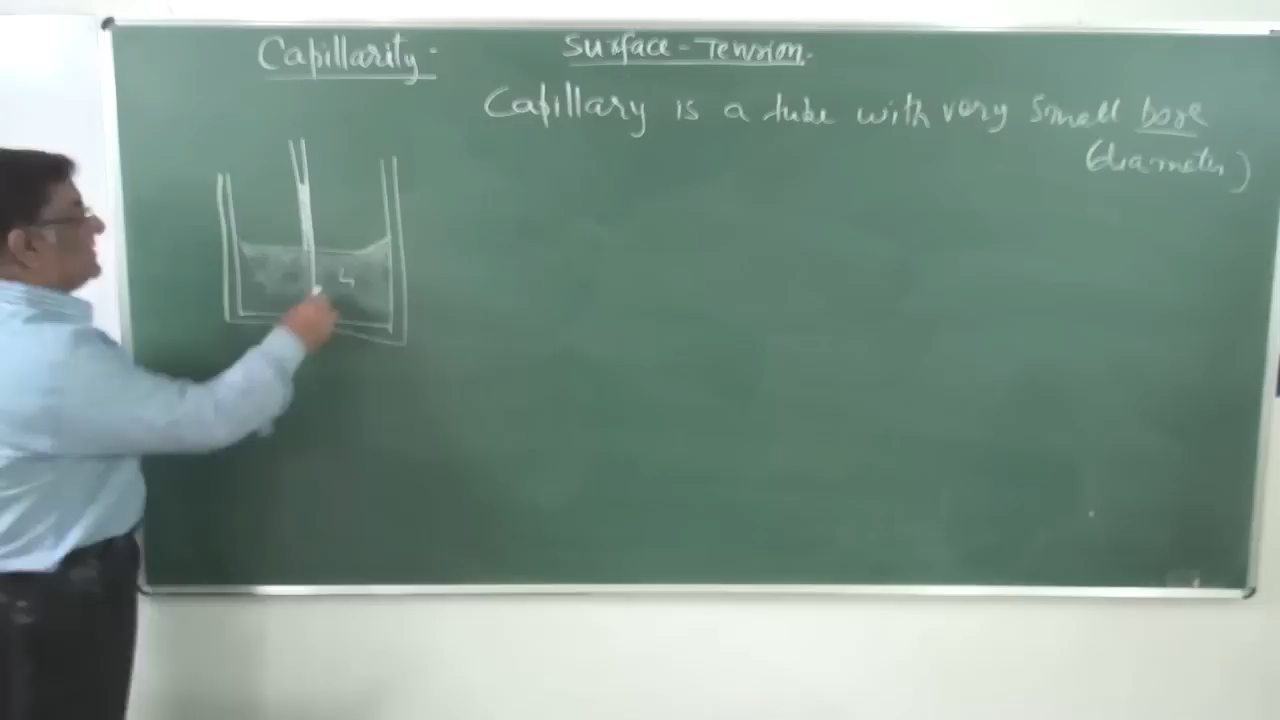 Capillarity
Surface-Tension.
Capillary is a tube with very small bore
(diameter)